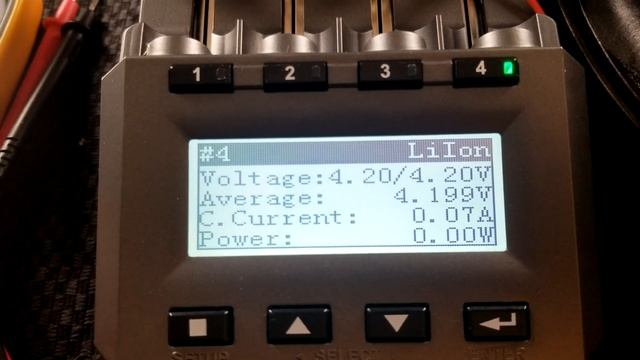 1 2 3 4
#4 LiIon
Voltage:4.20/4.20V
Average: 4.199V
C.Current: 0.07A
Power: 0.00W
SELECT